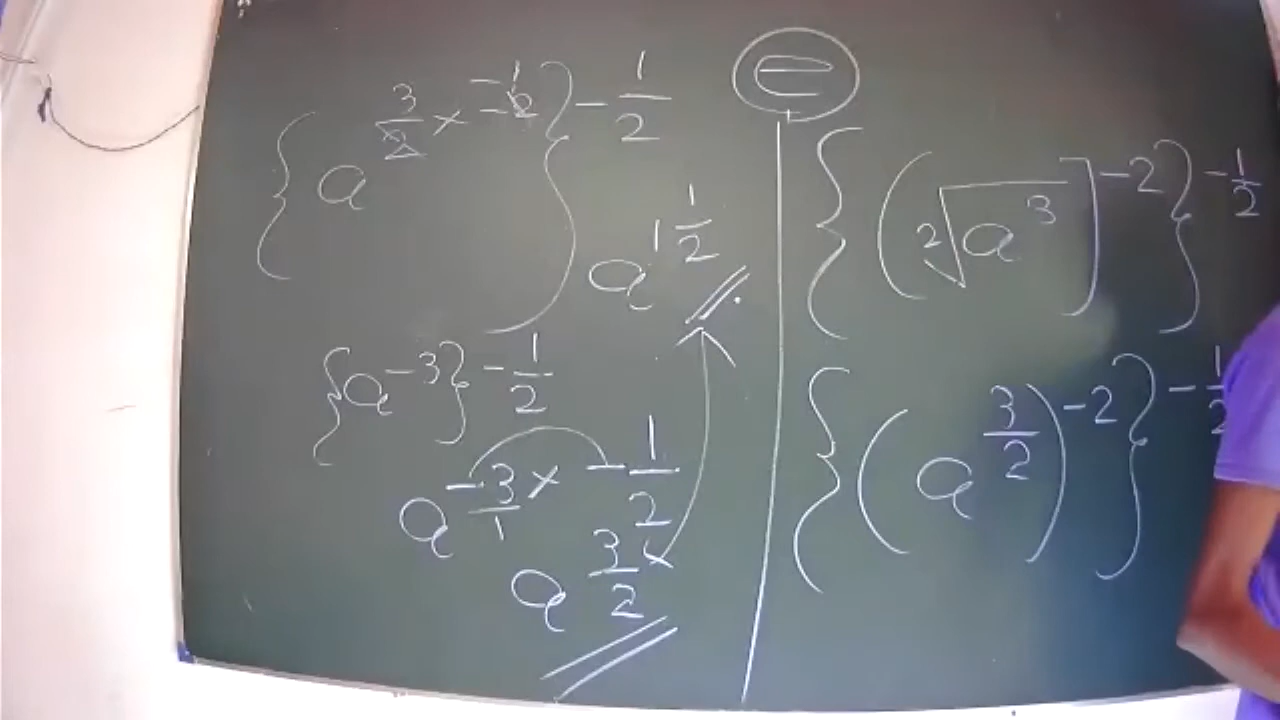 {a^{3/2 × -2}}^{-1/2}
a^{1 1/2}
{a^{-3}}^{-1/2}
a^{-3/1 × -1/2}
a^{3/2}
=
{(²√a³)^{-2}}^{-1/2}
{(a^{3/2})^{-2}}^{-1/2}